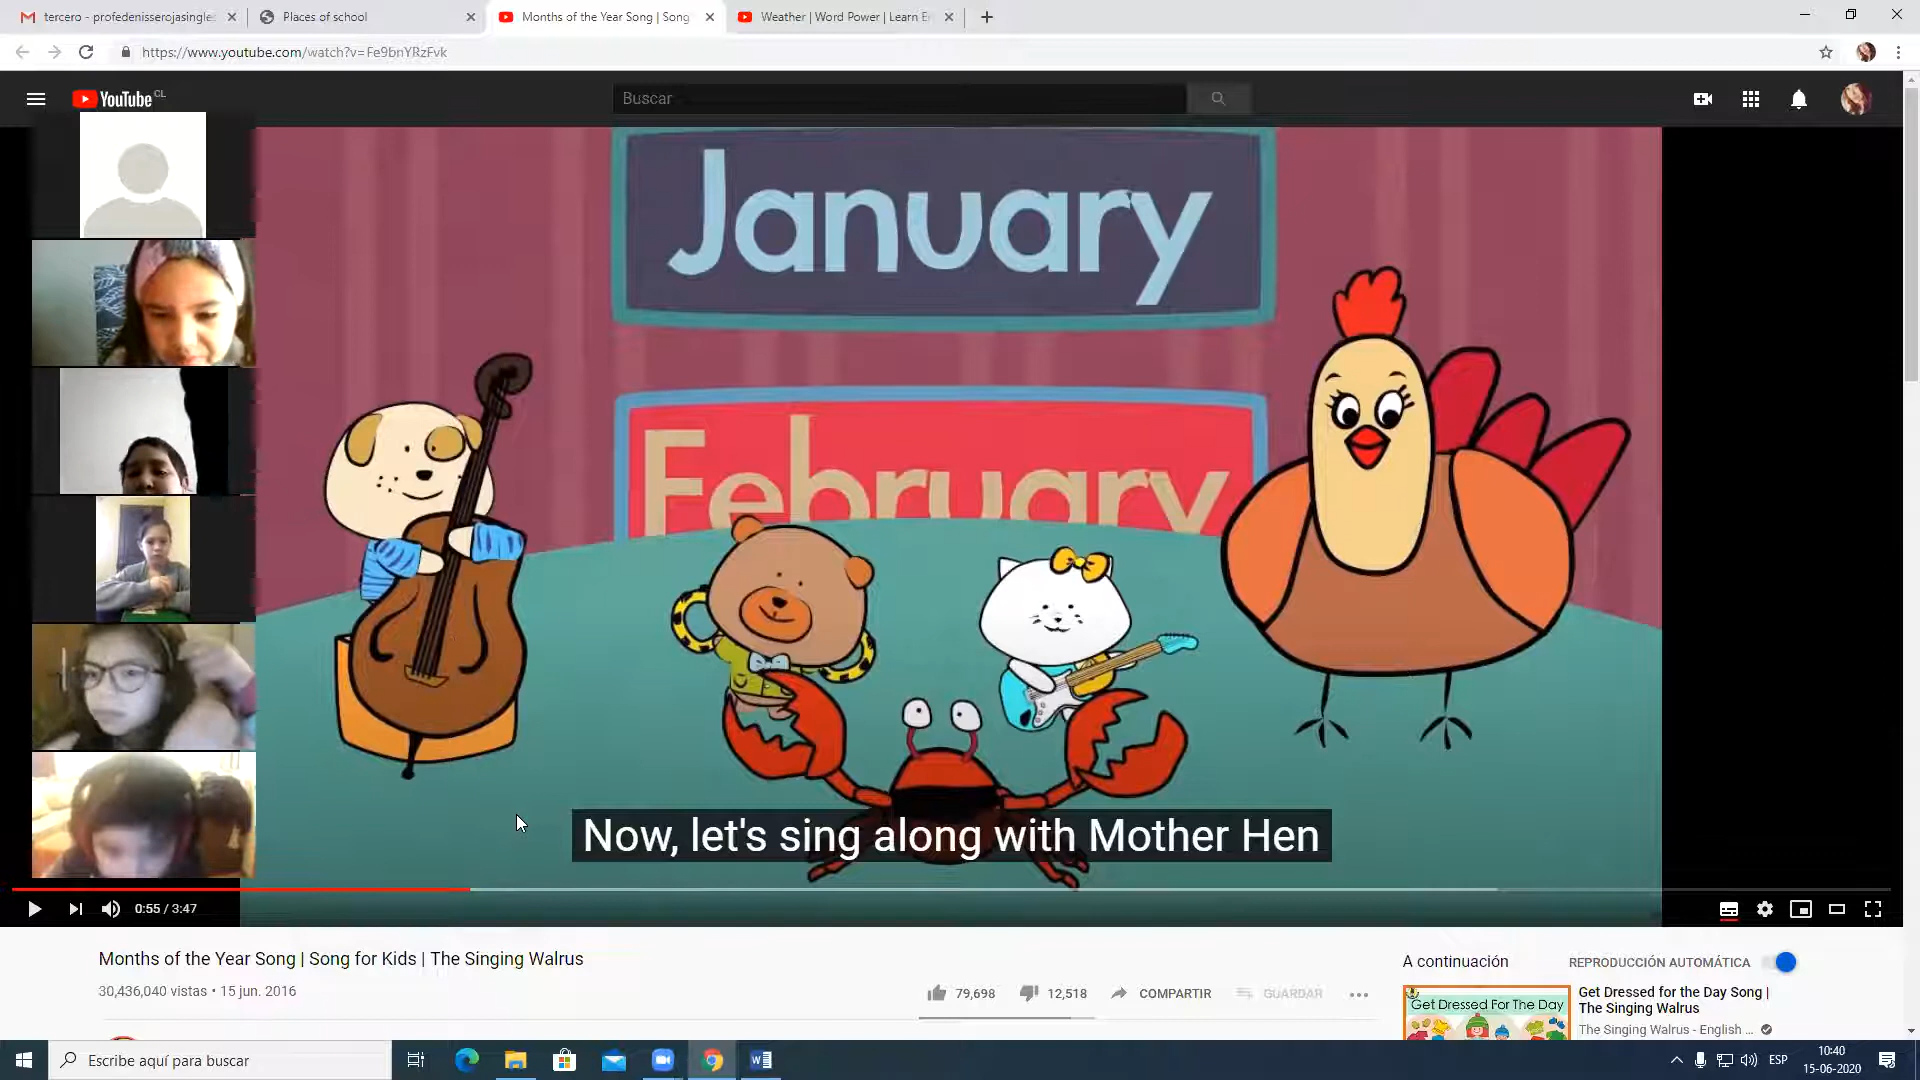 tercero - profedenisserojasingles
Places of school
Months of the Year Song | Song
Weather | Word Power | Learn E
https://www.youtube.com/watch?v=Fe9bnYRzFvk
YouTube CL
Buscar
January
February
Now, let's sing along with Mother Hen
0:55 / 3:47
Months of the Year Song | Song for Kids | The Singing Walrus
30,436,040 vistas • 15 jun. 2016
79,698
12,518
COMPARTIR
GUARDAR
A continuación
REPRODUCCIÓN AUTOMÁTICA
Get Dressed For The Day
Get Dressed for the Day Song |
The Singing Walrus
The Singing Walrus - English ...
Escribe aquí para buscar
ESP
10:40
15-06-2020